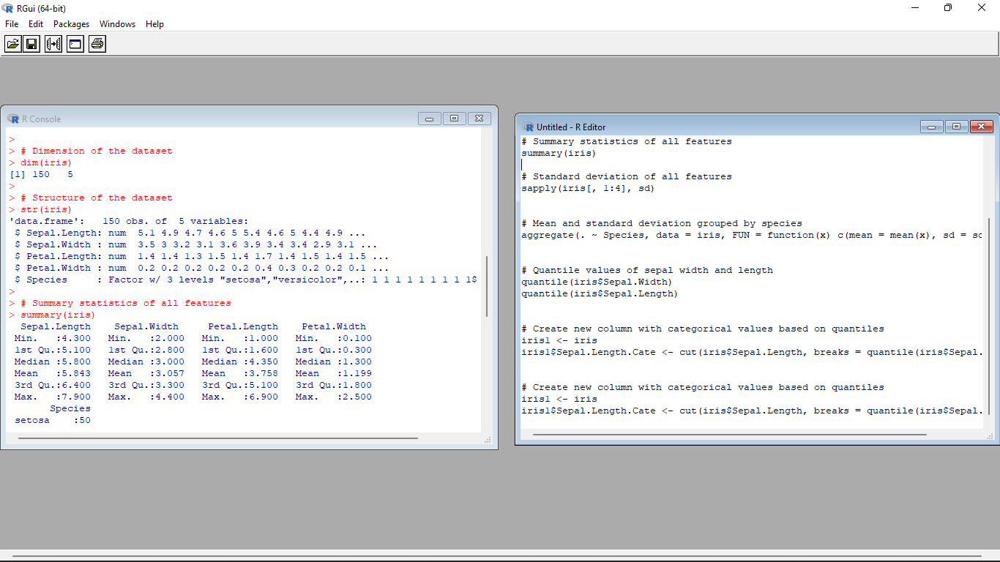 RGui (64-bit)
File Edit Packages Windows Help
R Console
>
> # Dimension of the dataset
> dim(iris)
[1] 150   5
>
> # Structure of the dataset
> str(iris)
'data.frame':   150 obs. of  5 variables:
 $ Sepal.Length: num  5.1 4.9 4.7 4.6 5 5.4 4.6 5 4.4 4.9 ...
 $ Sepal.Width : num  3.5 3 3.2 3.1 3.6 3.9 3.4 3.4 2.9 3.1 ...
 $ Petal.Length: num  1.4 1.4 1.3 1.5 1.4 1.7 1.4 1.5 1.4 1.5 ...
 $ Petal.Width : num  0.2 0.2 0.2 0.2 0.2 0.4 0.3 0.2 0.2 0.1 ...
 $ Species     : Factor w/ 3 levels "setosa","versicolor",..: 1 1 1 1 1 1 1 1 1$
>
> # Summary statistics of all features
> summary(iris)
  Sepal.Length    Sepal.Width     Petal.Length    Petal.Width
 Min.   :4.300   Min.   :2.000   Min.   :1.000   Min.   :0.100
 1st Qu.:5.100   1st Qu.:2.800   1st Qu.:1.600   1st Qu.:0.300
 Median :5.800   Median :3.000   Median :4.350   Median :1.300
 Mean   :5.843   Mean   :3.057   Mean   :3.758   Mean   :1.199
 3rd Qu.:6.400   3rd Qu.:3.300   3rd Qu.:5.100   3rd Qu.:1.800
 Max.   :7.900   Max.   :4.400   Max.   :6.900   Max.   :2.500
       Species
 setosa    :50
Untitled - R Editor
# Summary statistics of all features
summary(iris)
# Standard deviation of all features
sapply(iris[, 1:4], sd)
# Mean and standard deviation grouped by species
aggregate(. ~ Species, data = iris, FUN = function(x) c(mean = mean(x), sd =
# Quantile values of sepal width and length
quantile(iris$Sepal.Width)
quantile(iris$Sepal.Length)
# Create new column with categorical values based on quantiles
iris1 <- iris
iris1$Sepal.Length.Cate <- cut(iris$Sepal.Length, breaks = quantile(iris$Sepal.
# Create new column with categorical values based on quantiles
iris1 <- iris
iris1$Sepal.Length.Cate <- cut(iris$Sepal.Length, breaks = quantile(iris$Sepal.